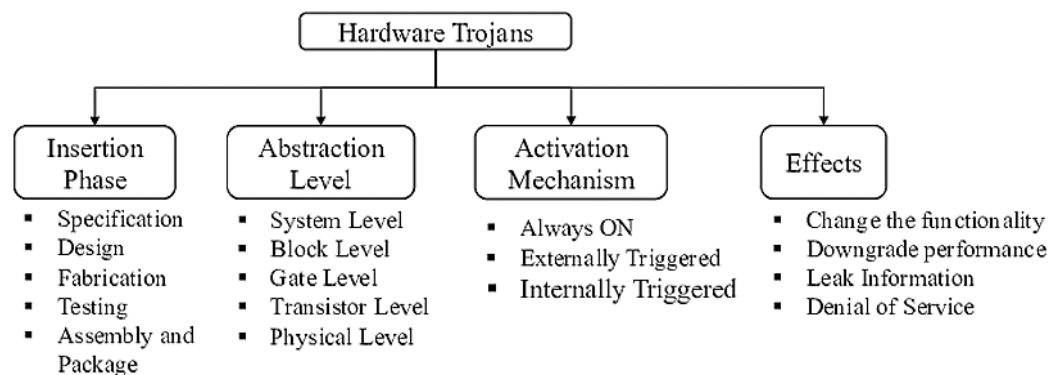 Hardware Trojans
Insertion
Phase
▪ Specification
▪ Design
▪ Fabrication
▪ Testing
▪ Assembly and
Package
Abstraction
Level
▪ System Level
▪ Block Level
▪ Gate Level
▪ Transistor Level
▪ Physical Level
Activation
Mechanism
▪ Always ON
▪ Externally Triggered
▪ Internally Triggered
Effects
▪ Change the functionality
▪ Downgrade performance
▪ Leak Information
▪ Denial of Service